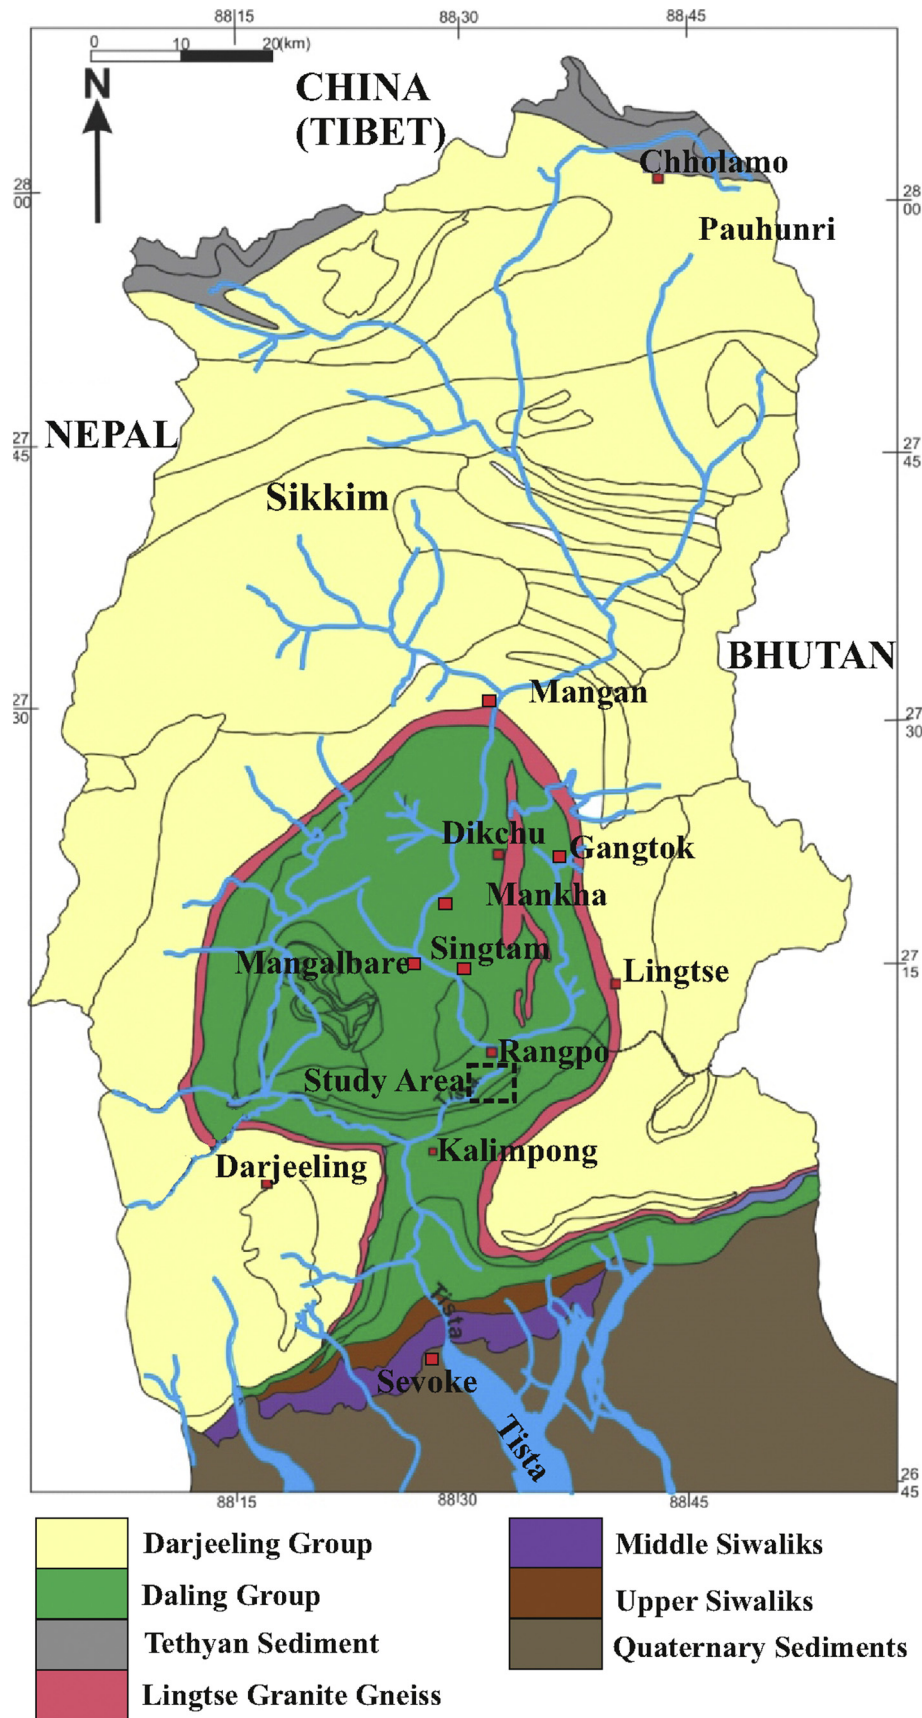 88|15 88|30 88|45
0 10 20(km)
N
CHINA
(TIBET)
Chholamo
28
00
28
00
Pauhunri
NEPAL
27
45
27
45
Sikkim
BHUTAN
Mangan
27
30
27
30
Dikchu
Gangtok
Mankha
Singtam
Mangalbare
27
15
Lingtse
Rangpo
Study Area
Kalimpong
Darjeeling
Tista
Sevoke
Tista
26
45
88|15 88|30 88|45
Darjeeling Group
Daling Group
Tethyan Sediment
Lingtse Granite Gneiss
Middle Siwaliks
Upper Siwaliks
Quaternary Sediments